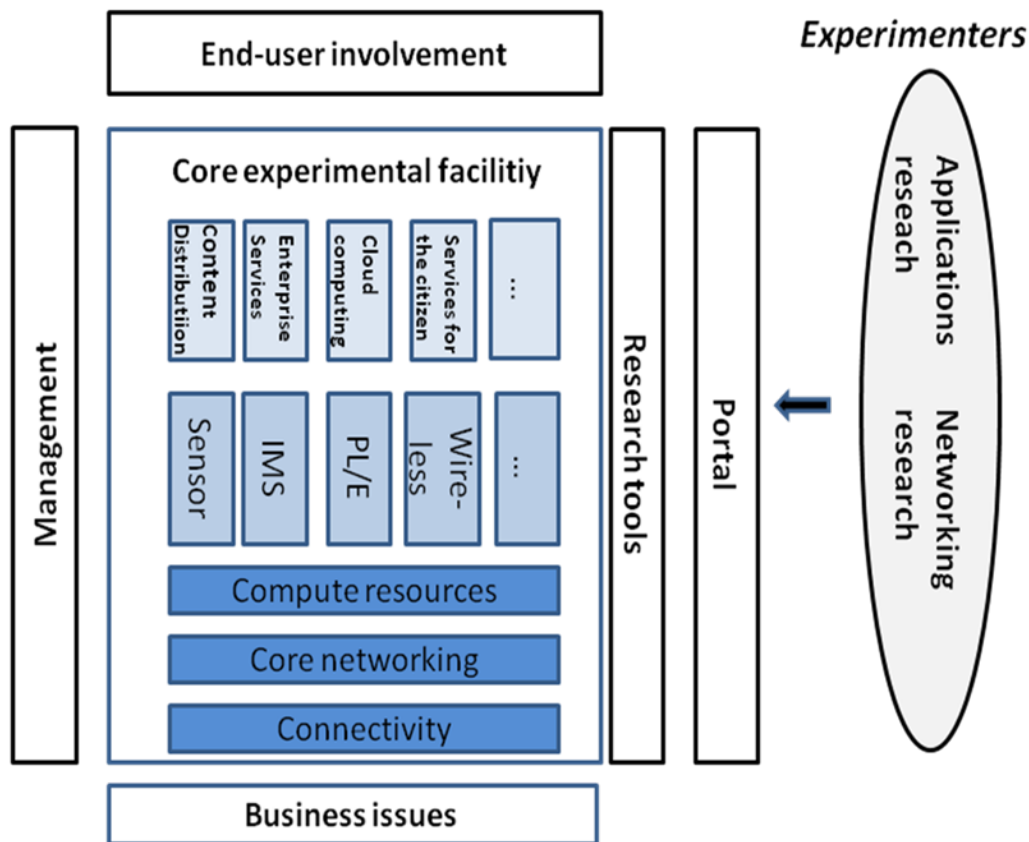 Experimenters
End-user involvement
Management
Core experimental facilitiy
Content
Distributiion
Enterprise
Services
Cloud
computing
Services for
the citizen
...
Sensor
IMS
PL/E
Wire-
less
...
Compute resources
Core networking
Connectivity
Research tools
Portal
Applications
reseach
Networking
research
Business issues